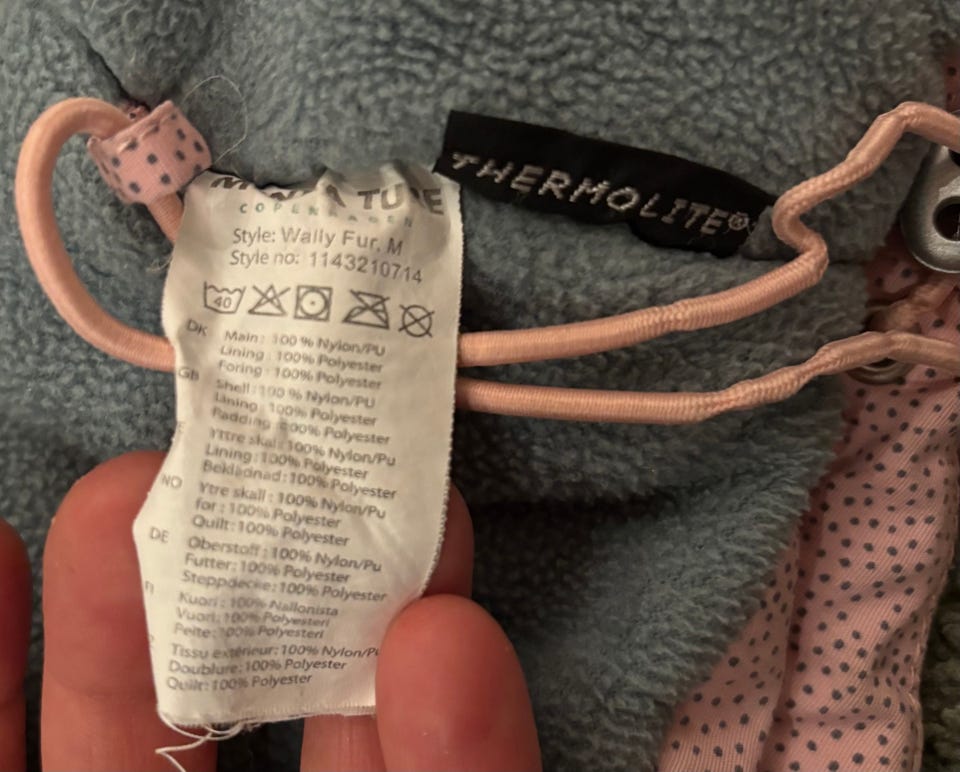 THERMOLITE®
COPENHAGEN
Style: Wally Fur, M
Style no: 1143210714
40
DK
Main: 100 % Nylon/PU
Lining: 100% Polyester
Foring: 100% Polyester
GB
Shell: 100 % Nylon/PU
Lining: 100% Polyester
Padding: 100% Polyester
Yttre skal: 100% Nylon/Pu
Lining: 100% Polyester
Beklädnad: 100% Polyester
NO
Ytre skall: 100% Nylon/Pu
for: 100% Polyester
Quilt: 100% Polyester
DE
Oberstoff: 100% Nylon/Pu
Futter: 100% Polyester
Steppdecke: 100% Polyester
FI
Kuori: 100% Nallonista
Vuori: 100% Polyesteri
Peite: 100% Polyesteri
Tissu extérieur: 100% Nylon/Pu
Doublure: 100% Polyester
Quilt: 100% Polyester